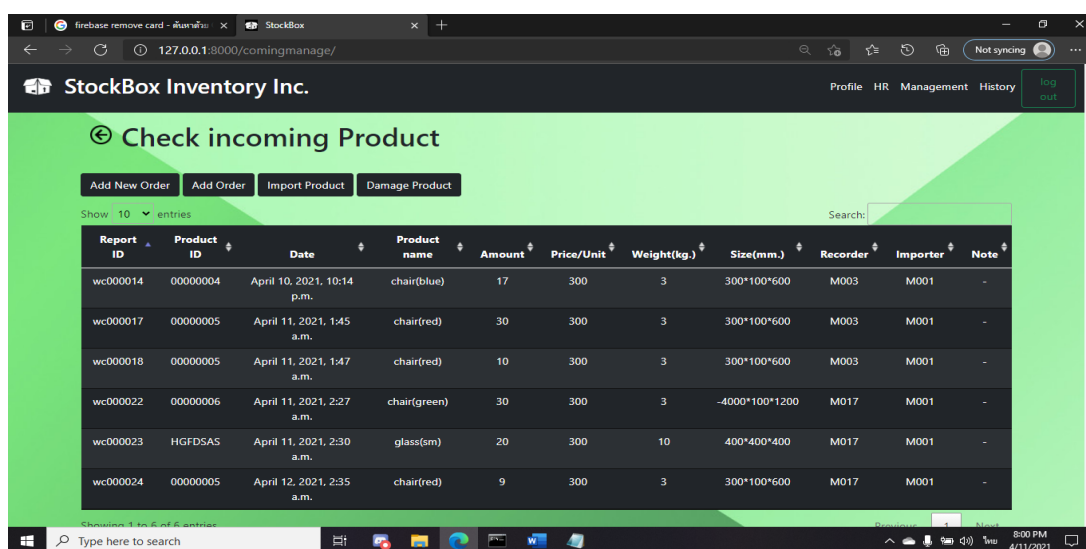 firebase remove card - ค้นหาด้วย
StockBox
127.0.0.1:8000/comingmanage/
Not syncing
StockBox Inventory Inc.
Profile HR Management History log out
Check incoming Product
Add New Order Add Order Import Product Damage Product
Show 10 entries Search:
Report ID Product ID Date Product name Amount Price/Unit Weight(kg.) Size(mm.) Recorder Importer Note
wc000014 00000004 April 10, 2021, 10:14 p.m. chair(blue) 17 300 3 300*100*600 M003 M001 -
wc000017 00000005 April 11, 2021, 1:45 a.m. chair(red) 30 300 3 300*100*600 M003 M001 -
wc000018 00000005 April 11, 2021, 1:47 a.m. chair(red) 10 300 3 300*100*600 M003 M001 -
wc000022 00000006 April 11, 2021, 2:27 a.m. chair(green) 30 300 3 -4000*100*1200 M017 M001 -
wc000023 HGFDSAS April 11, 2021, 2:30 a.m. glass(sm) 20 300 10 400*400*400 M017 M001 -
wc000024 00000005 April 12, 2021, 2:35 a.m. chair(red) 9 300 3 300*100*600 M017 M001 -
Showing 1 to 6 of 6 entries Previous 1 Next
Type here to search
ไทย
8:00 PM
4/11/2021